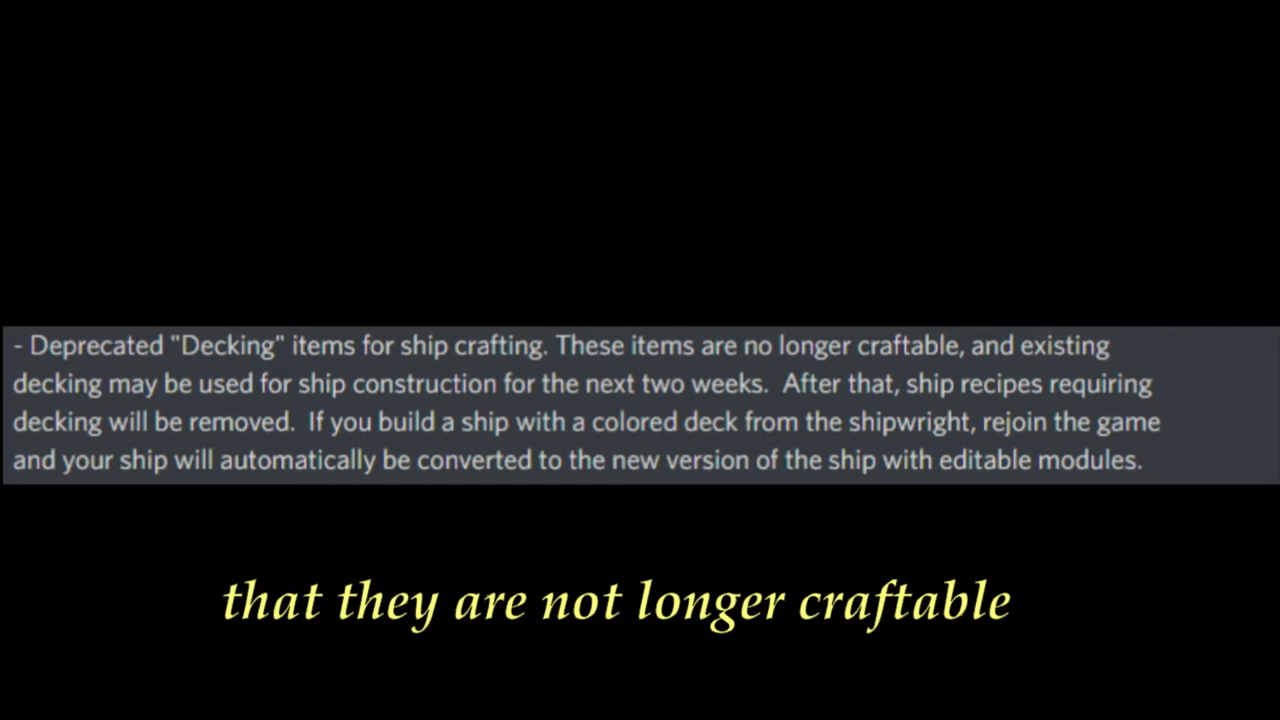 - Deprecated "Decking" items for ship crafting. These items are no longer craftable, and existing
decking may be used for ship construction for the next two weeks.  After that, ship recipes requiring
decking will be removed.  If you build a ship with a colored deck from the shipwright, rejoin the game
and your ship will automatically be converted to the new version of the ship with editable modules.
that they are not longer craftable